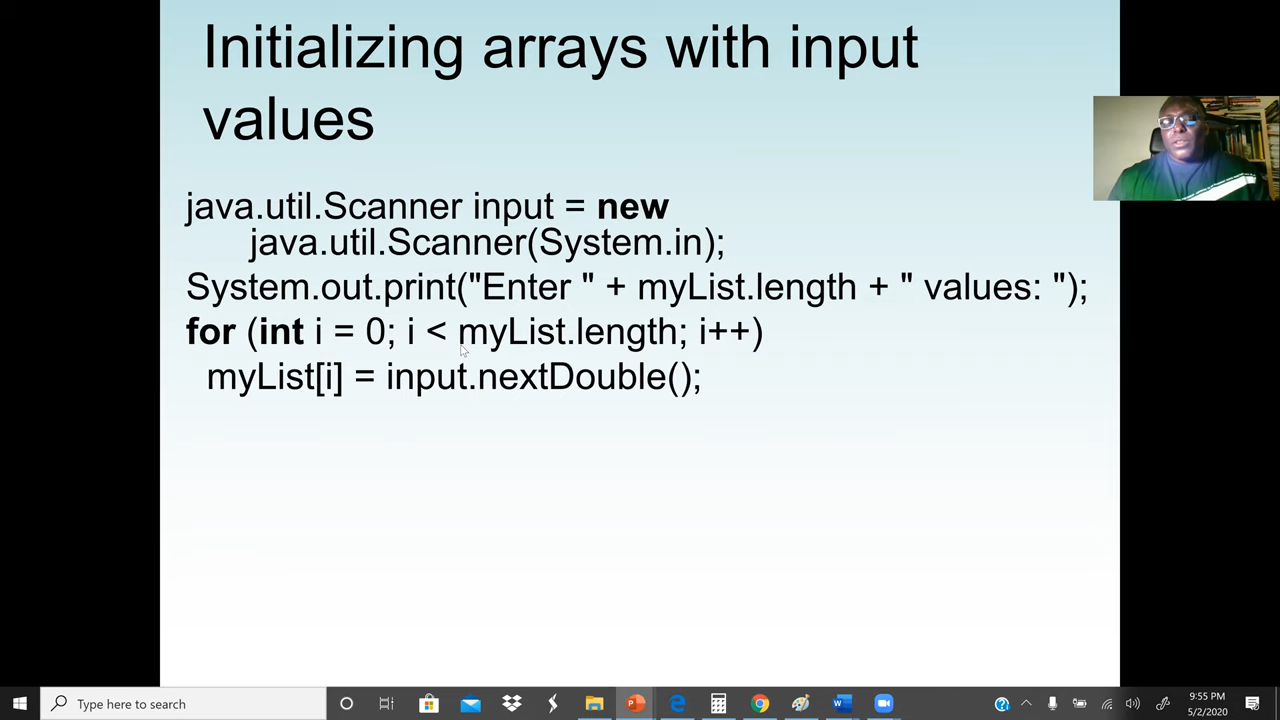 Initializing arrays with input
values
java.util.Scanner input = new
java.util.Scanner(System.in);
System.out.print("Enter " + myList.length + " values: ");
for (int i = 0; i < myList.length; i++)
myList[i] = input.nextDouble();
Type here to search
9:55 PM
5/2/2020